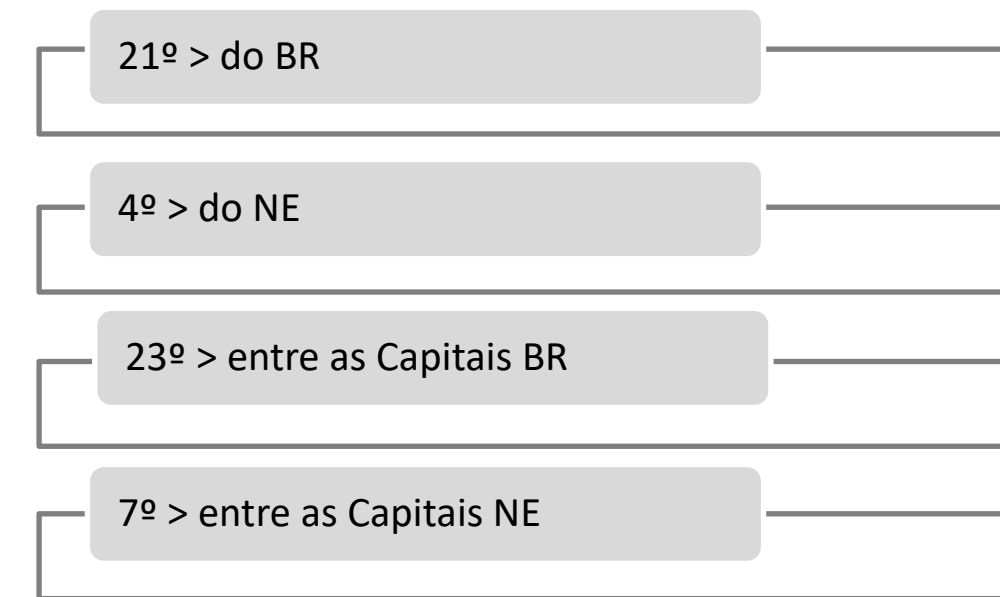 21º > do BR
4º > do NE
23º > entre as Capitais BR
7º > entre as Capitais NE